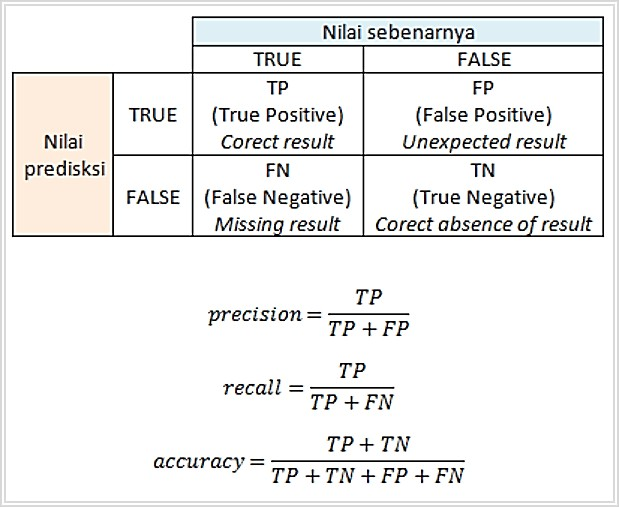 Nilai sebenarnya
TRUE FALSE
Nilai
predisksi
TRUE
TP
(True Positive)
Corect result
FP
(False Positive)
Unexpected result
FALSE
FN
(False Negative)
Missing result
TN
(True Negative)
Corect absence of result
precision = TP / TP + FP
recall = TP / TP + FN
accuracy = TP + TN / TP + TN + FP + FN